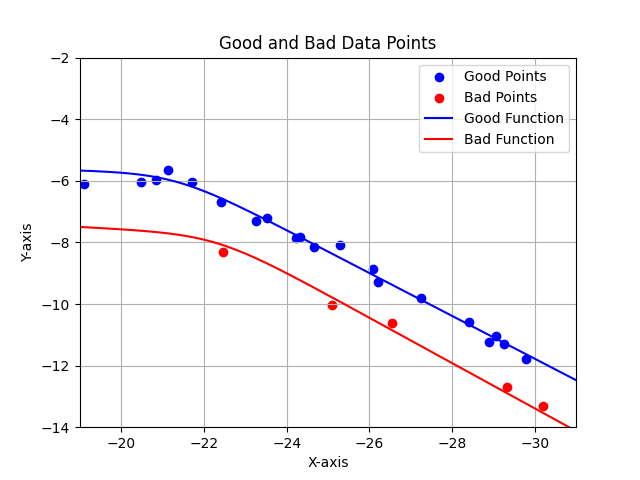 Good and Bad Data Points
Good Points
Bad Points
Good Function
Bad Function
−2
−4
−6
−8
−10
−12
−14
Y-axis
−20
−22
−24
−26
−28
−30
X-axis